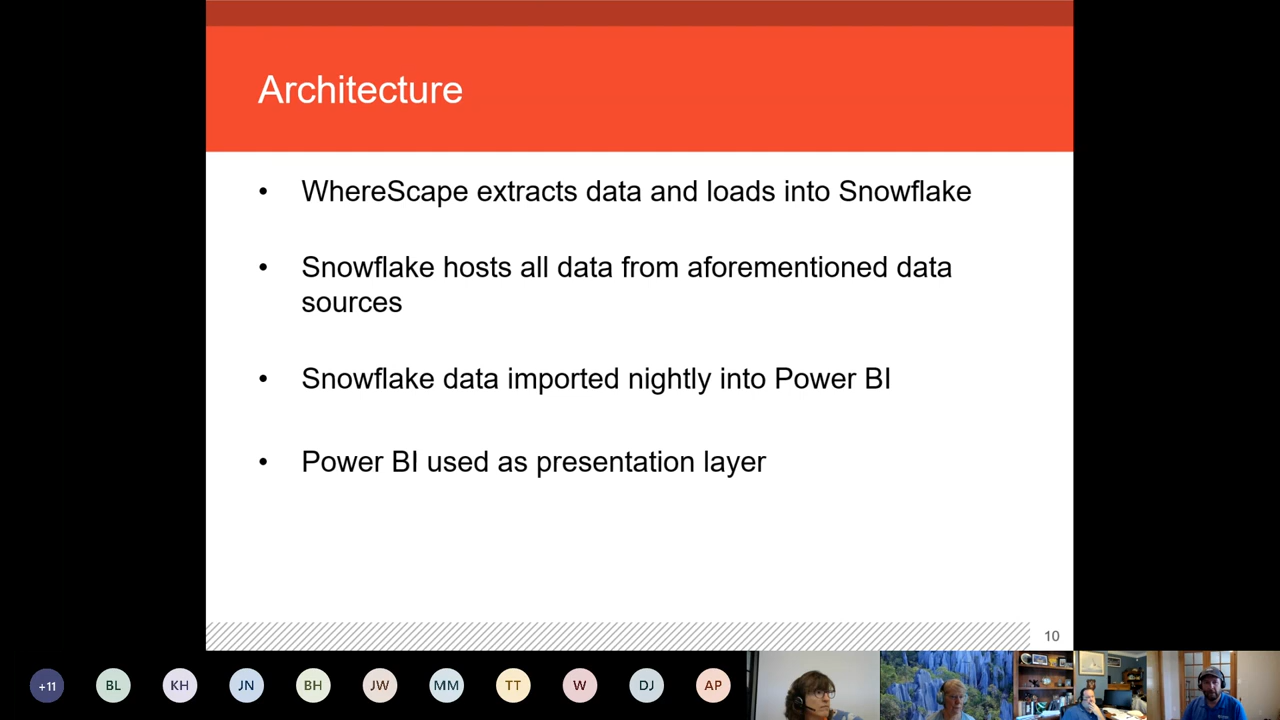 Architecture
• WhereScape extracts data and loads into Snowflake
• Snowflake hosts all data from aforementioned data
sources
• Snowflake data imported nightly into Power BI
• Power BI used as presentation layer
10
+11 BL KH JN BH JW MM TT W DJ AP